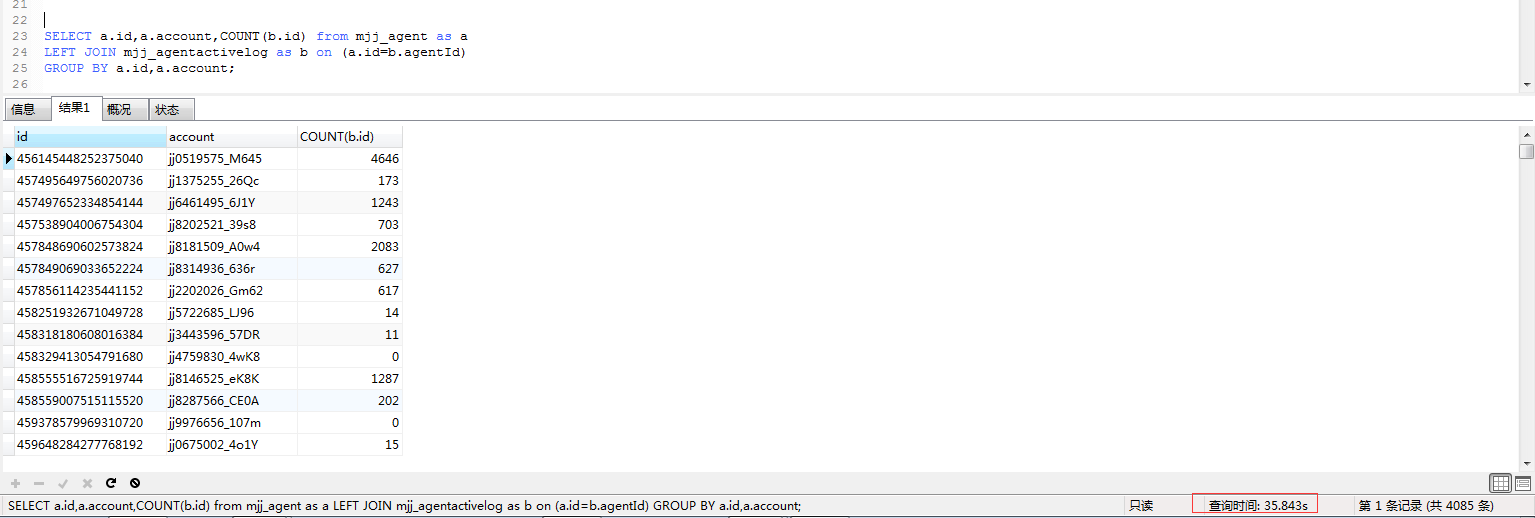 21
22
23 SELECT a.id,a.account,COUNT(b.id) from mjj_agent as a
24 LEFT JOIN mjj_agentactivelog as b on (a.id=b.agentId)
25 GROUP BY a.id,a.account;
26
信息 结果1 概况 状态
id account COUNT(b.id)
456145448252375040 jj0519575_M645 4646
457495649756020736 jj1375255_26Qc 173
457497652334854144 jj6461495_6J1Y 1243
457538904006754304 jj8202521_39s8 703
457848690602573824 jj8181509_A0w4 2083
457849069033652224 jj8314936_636r 627
457856114235441152 jj2202026_Gm62 617
458251932671049728 jj5722685_LJ96 14
458318180608016384 jj3443596_57DR 11
458329413054791680 jj4759830_4wK8 0
458555516725919744 jj8146525_eK8K 1287
458559007515115520 jj8287566_CE0A 202
459378579969310720 jj9976656_107m 0
459648284277768192 jj0675002_4o1Y 15
SELECT a.id,a.account,COUNT(b.id) from mjj_agent as a LEFT JOIN mjj_agentactivelog as b on (a.id=b.agentId) GROUP BY a.id,a.account; 只读 查询时间: 35.843s 第 1 条记录 (共 4085 条)